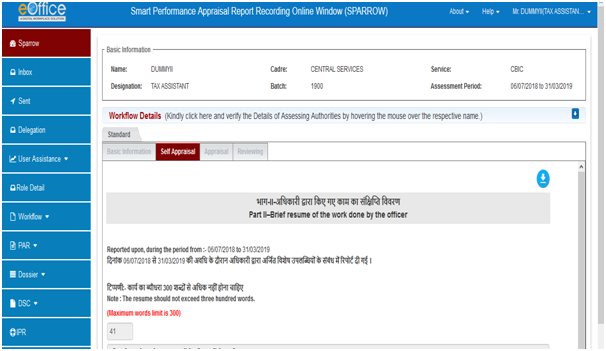 eOffice
Smart Performance Appraisal Report Recording Online Window (SPARROW)
About
Help
Mr. DUMMYII(TAX ASSISTAN...
Sparrow
Inbox
Sent
Delegation
User Assistance
Role Detail
Workflow
PAR
Dossier
DSC
IPR
Basic Information
Name: DUMMYII Cadre: CENTRAL SERVICES Service: CBIC
Designation: TAX ASSISTANT Batch: 1900 Assessment Period: 06/07/2018 to 31/03/2019
Workflow Details (Kindly click here and verify the Details of Assessing Authorities by hovering the mouse over the respective name.)
Standard
Basic Information Self Appraisal Appraisal Reviewing
भाग-II-अधिकारी द्वारा किए गए काम का संक्षिप्ति विवरण
Part II–Brief resume of the work done by the officer
Reported upon, during the period from :- 06/07/2018 to 31/03/2019
दिनांक 06/07/2018 से 31/03/2019 की अवधि के दौरान अधिकारी द्वारा अर्जित विशेष उपलब्धियों के संबंध में रिपोर्ट दी गई ।
टिप्पणी:- कार्य का ब्यौधरा 300 शब्दों से अधिक नहीं होना चाहिए
Note : The resume should not exceed three hundred words.
(Maximum words limit is 300)
41